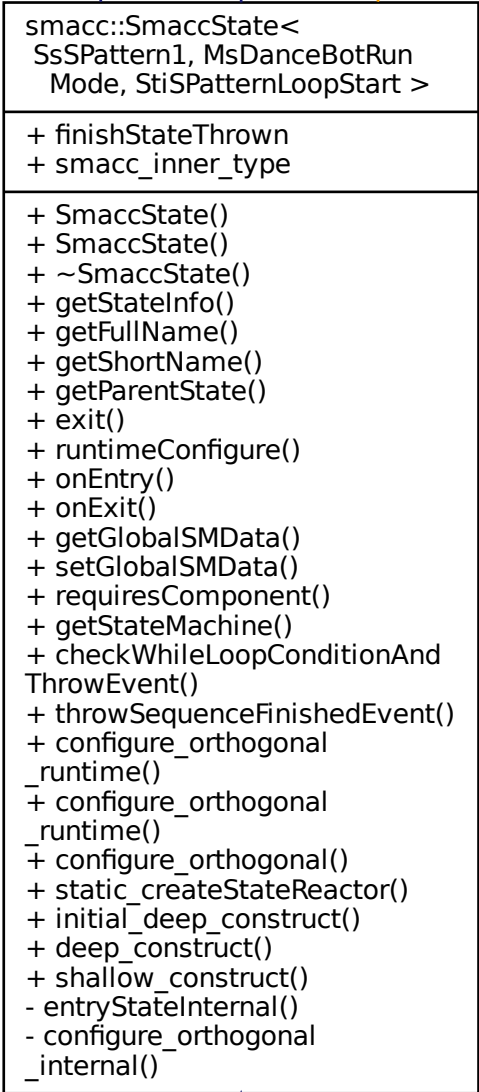 smacc::SmaccState<
SsSPattern1, MsDanceBotRun
Mode, StiSPatternLoopStart >
+ finishStateThrown
+ smacc_inner_type
+ SmaccState()
+ SmaccState()
+ ~SmaccState()
+ getStateInfo()
+ getFullName()
+ getShortName()
+ getParentState()
+ exit()
+ runtimeConfigure()
+ onEntry()
+ onExit()
+ getGlobalSMData()
+ setGlobalSMData()
+ requiresComponent()
+ getStateMachine()
+ checkWhileLoopConditionAnd
ThrowEvent()
+ throwSequenceFinishedEvent()
+ configure_orthogonal
_runtime()
+ configure_orthogonal
_runtime()
+ configure_orthogonal()
+ static_createStateReactor()
+ initial_deep_construct()
+ deep_construct()
+ shallow_construct()
- entryStateInternal()
- configure_orthogonal
_internal()